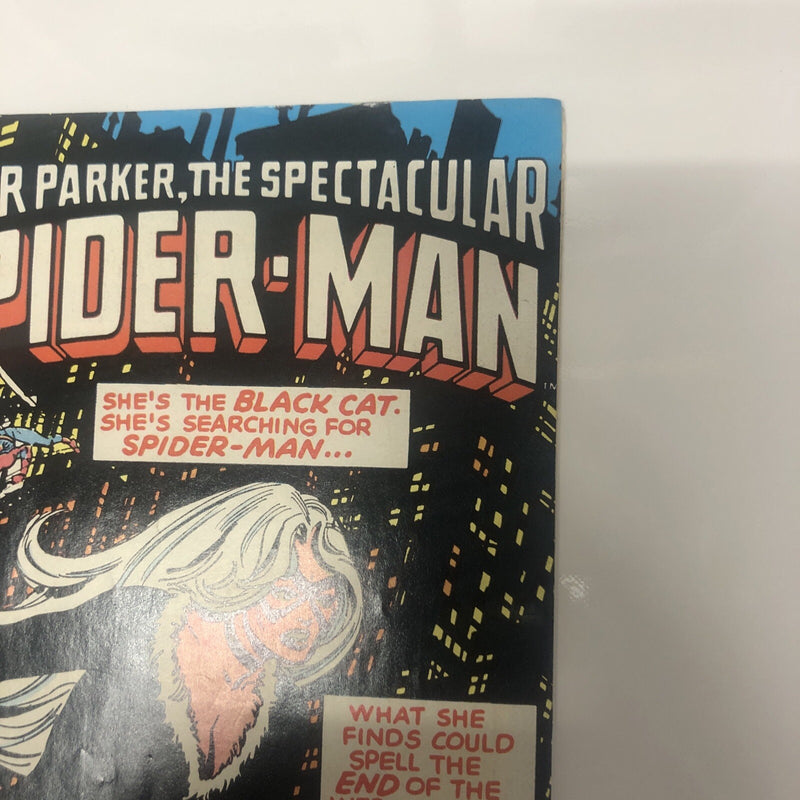 R PARKER, THE SPECTACULAR
PIDER-MAN
SHE'S THE BLACK CAT.
SHE'S SEARCHING FOR
SPIDER-MAN...
WHAT SHE
FINDS COULD
SPELL THE
END OF THE